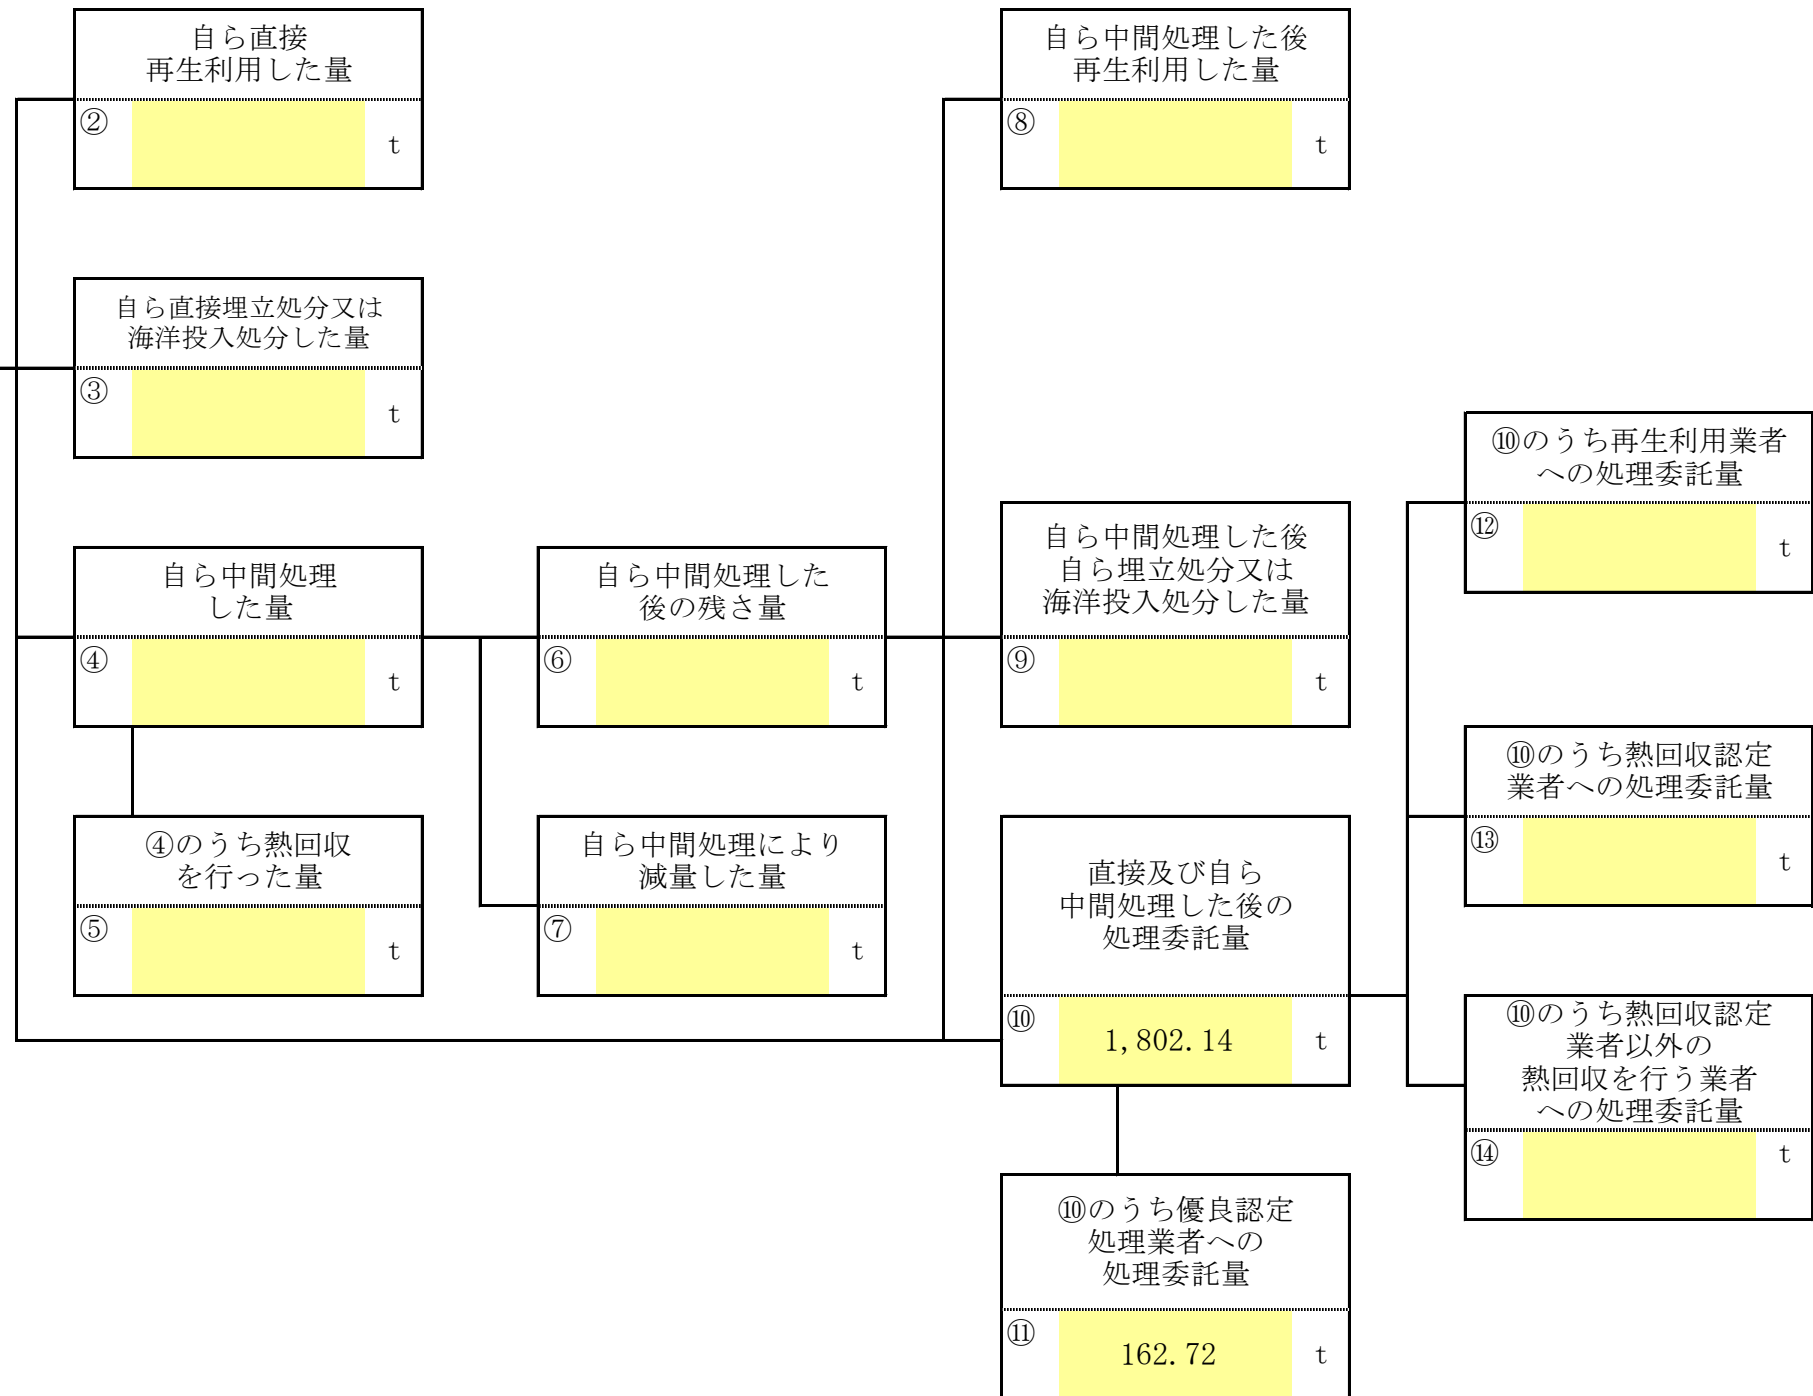 自ら直接
再生利用した量
②
t
自ら中間処理した後
再生利用した量
⑧
t
自ら直接埋立処分又は
海洋投入処分した量
③
t
⑩のうち再生利用業者
への処理委託量
⑫
t
自ら中間処理
した量
④
t
自ら中間処理した
後の残さ量
⑥
t
自ら中間処理した後
自ら埋立処分又は
海洋投入処分した量
⑨
t
⑩のうち熱回収認定
業者への処理委託量
⑬
t
④のうち熱回収
を行った量
⑤
t
自ら中間処理により
減量した量
⑦
t
直接及び自ら
中間処理した後の
処理委託量
⑩ 1,802.14 t
⑩のうち熱回収認定
業者以外の
熱回収を行う業者
への処理委託量
⑭
t
⑩のうち優良認定
処理業者への
処理委託量
⑪ 162.72 t